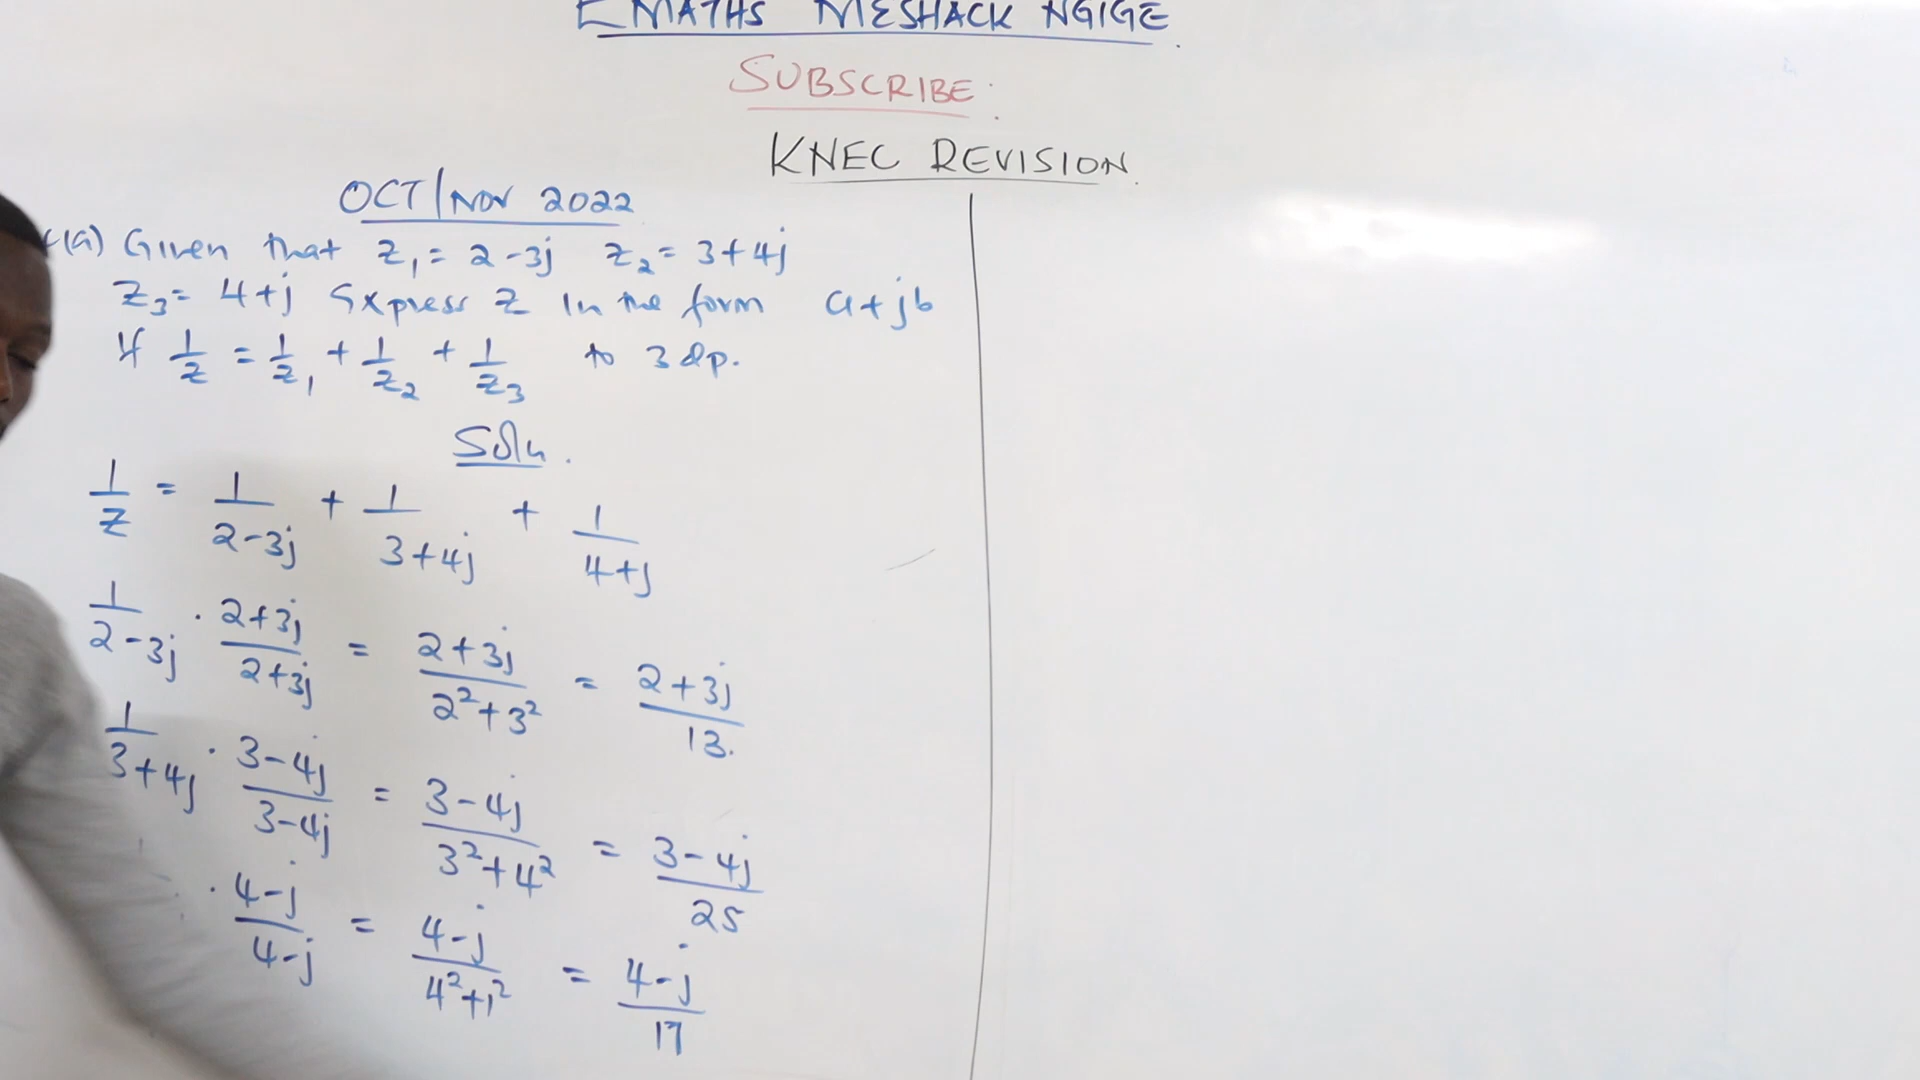 EMATHS MESHACK NGIGE
SUBSCRIBE:
KNEC REVISION.
OCT/NOV 2022
(a) Given that z₁ = 2-3j z₂ = 3+4j
z₃ = 4+j Express z in the form a+jb
If 1/z = 1/z₁ + 1/z₂ + 1/z₃ to 3dp.
Soln.
1/z = 1/(2-3j) + 1/(3+4j) + 1/(4+j)
1/(2-3j) · (2+3j)/(2+3j) = (2+3j)/(2²+3²) = (2+3j)/13.
1/(3+4j) · (3-4j)/(3-4j) = (3-4j)/(3²+4²) = (3-4j)/25
· (4-j)/(4-j) = (4-j)/(4²+1²) = (4-j)/17